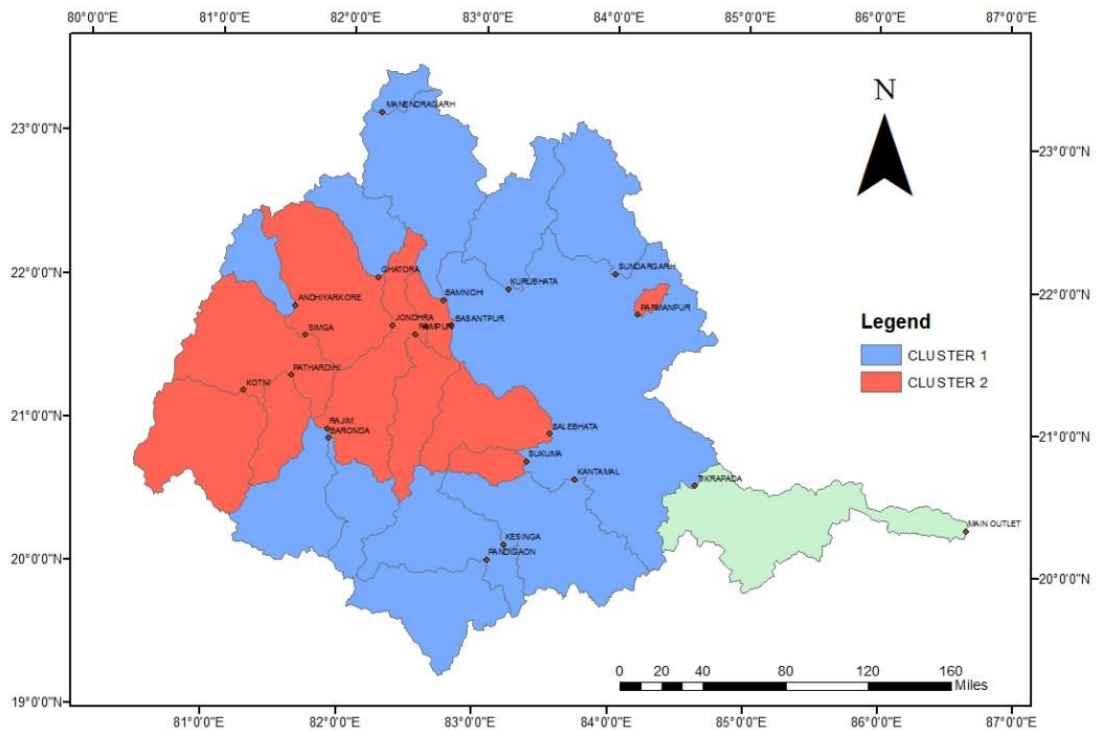 80°0'0"E 81°0'0"E 82°0'0"E 83°0'0"E 84°0'0"E 85°0'0"E 86°0'0"E 87°0'0"E
N
MANENDRAGARH
23°0'0"N
23°0'0"N
22°0'0"N
GHATORA
SUNDARGARH
KURUBHATA
BAMNIDHI
ANDHIYARKORE
22°0'0"N
PARMANPUR
Legend
JONDHRA
BASANTPUR
SIMGA
RAMPUR
CLUSTER 1
PATHARDIHI
CLUSTER 2
KOTNI
21°0'0"N
RAJIM
SALEBHATA
BARONDA
21°0'0"N
SUKUMA
KANTAMAL
TIKRAPADA
MAIN OUTLET
KESINGA
20°0'0"N
PANDIGAON
20°0'0"N
0 20 40 80 120 160
Miles
19°0'0"N
81°0'0"E 82°0'0"E 83°0'0"E 84°0'0"E 85°0'0"E 86°0'0"E 87°0'0"E